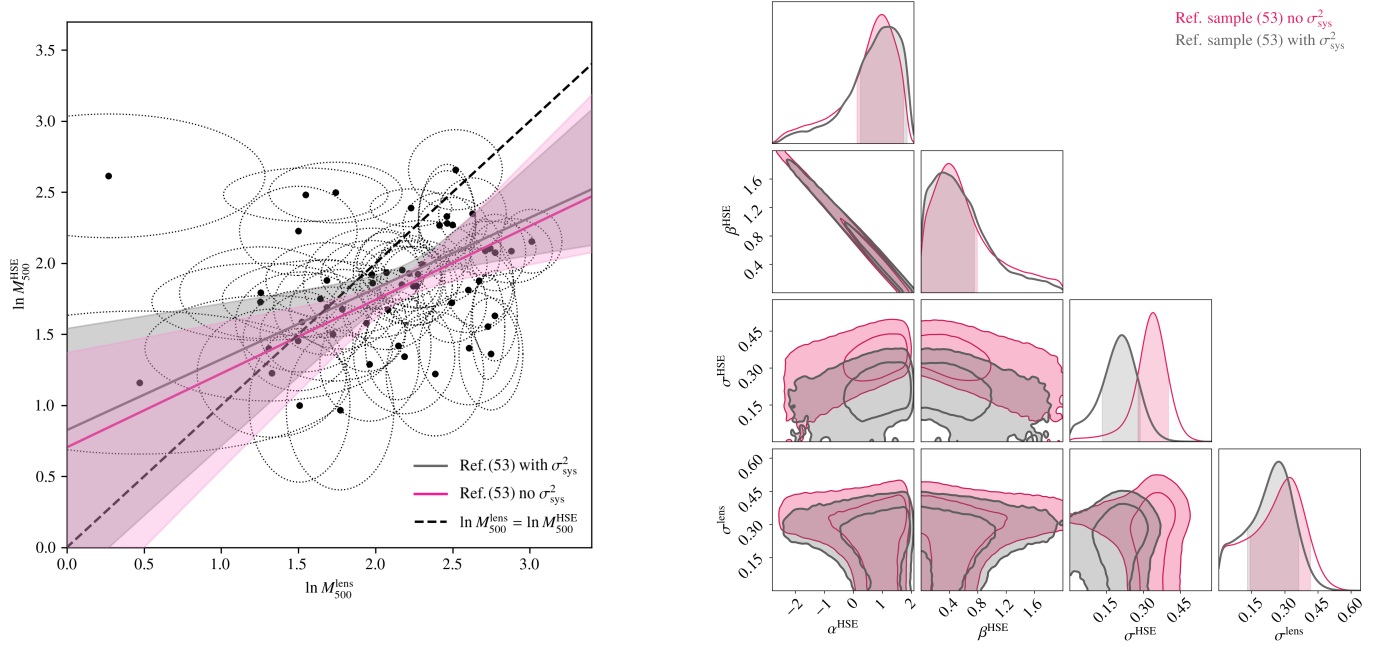 3.5
3.0
2.5
2.0
1.5
1.0
0.5
0.0
ln M_500^HSE
0.0 0.5 1.0 1.5 2.0 2.5 3.0
ln M_500^lens
Ref. (53) with σ_sys^2
Ref. (53) no σ_sys^2
ln M_500^lens = ln M_500^HSE
Ref. sample (53) no σ_sys^2
Ref. sample (53) with σ_sys^2
1.6
1.2
0.8
0.4
β^HSE
0.45
0.30
0.15
σ^HSE
0.60
0.45
0.30
0.15
σ^lens
−2 −1 0 1 2
α^HSE
0.4 0.8 1.2 1.6
β^HSE
0.15 0.30 0.45
σ^HSE
0.15 0.30 0.45 0.60
σ^lens